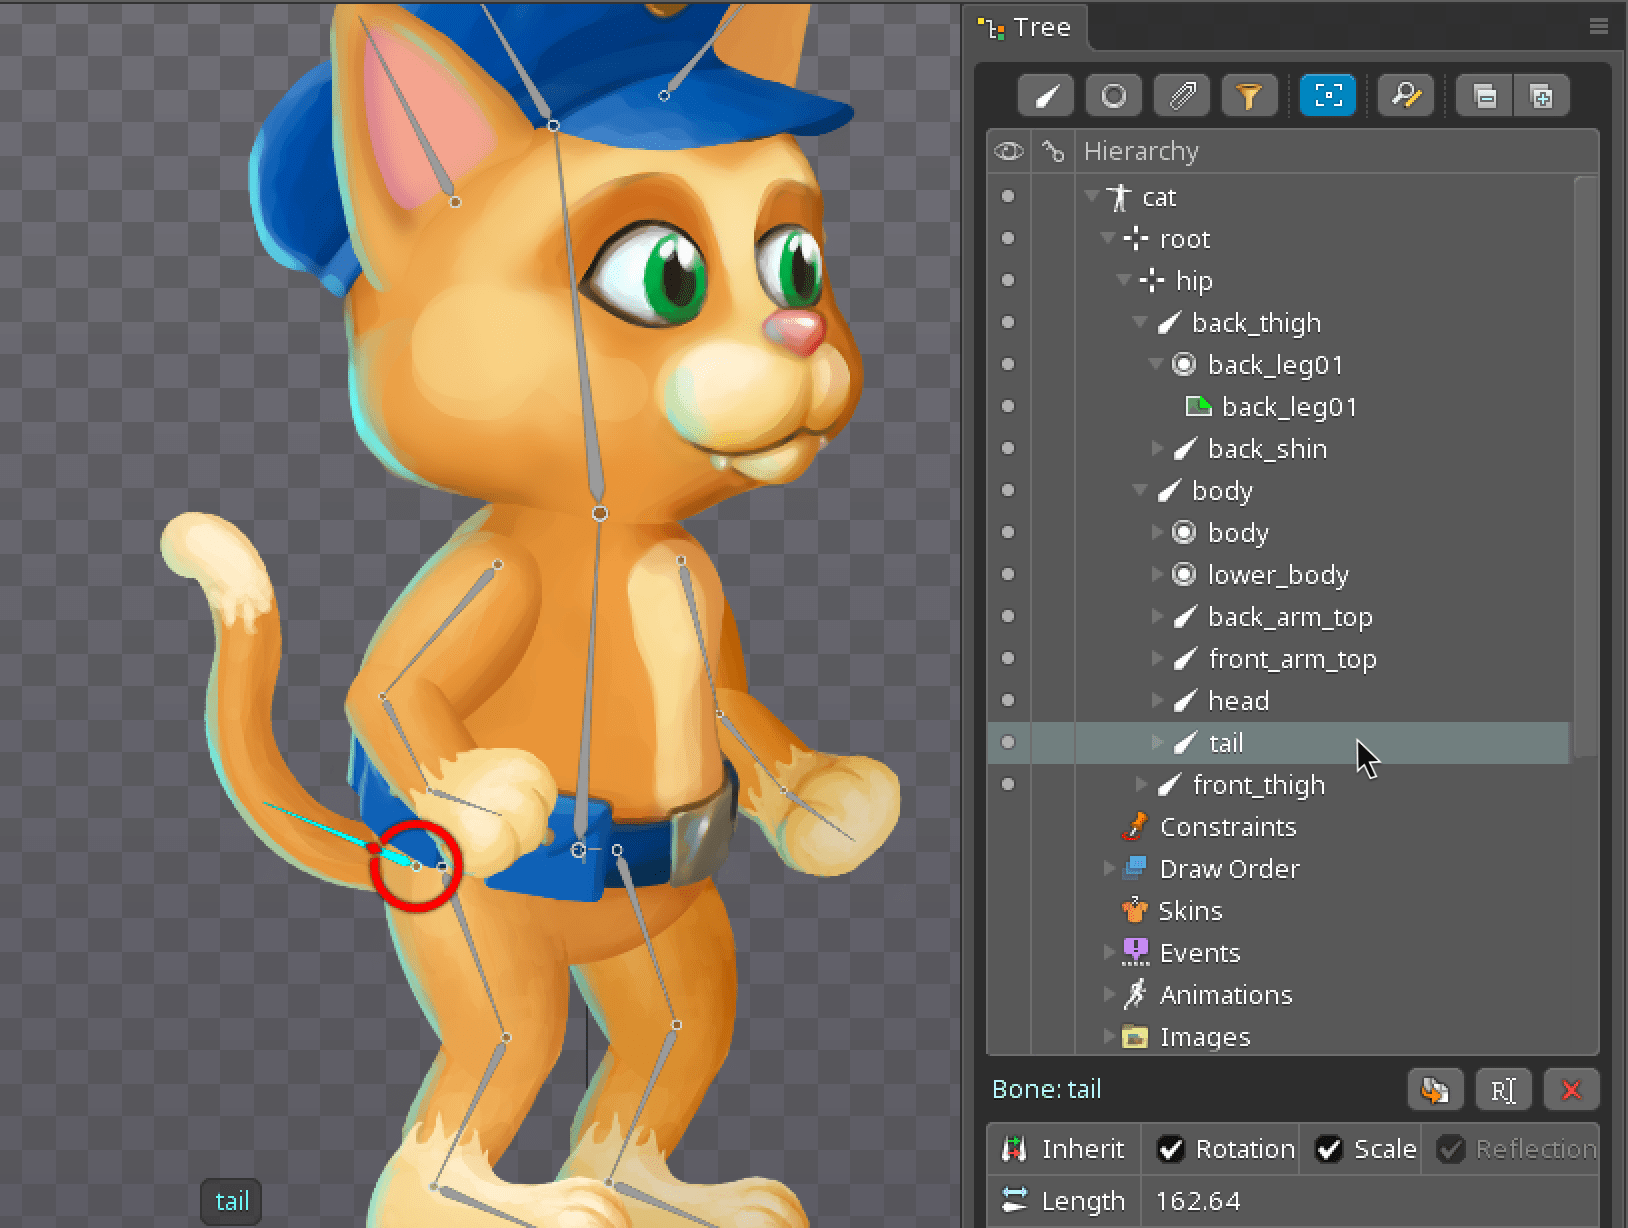 Tree
Hierarchy
cat
root
hip
back_thigh
back_leg01
back_leg01
back_shin
body
body
lower_body
back_arm_top
front_arm_top
head
tail
front_thigh
Constraints
Draw Order
Skins
Events
Animations
Images
Bone: tail
Inherit Rotation Scale Reflection
Length 162.64
tail